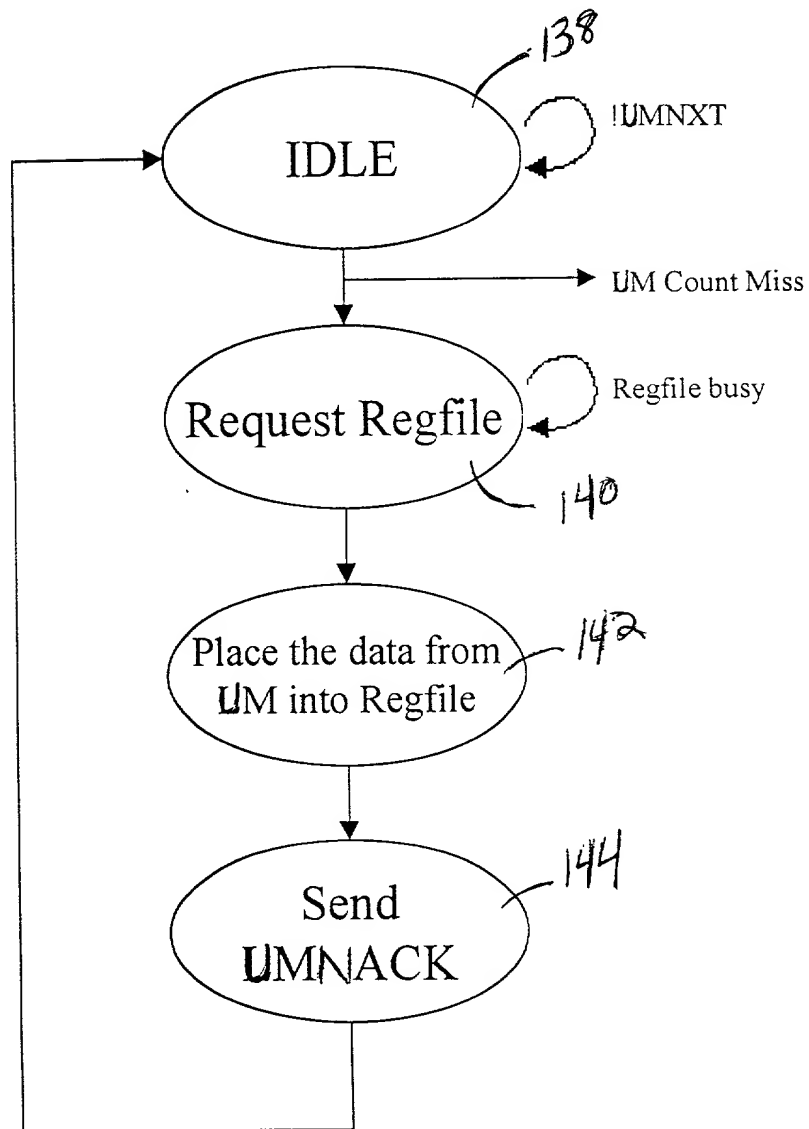 138
IDLE
!UMNXT
UM Count Miss
Request Regfile
Regfile busy
140
Place the data from
UM into Regfile
142
144
Send
UMNACK